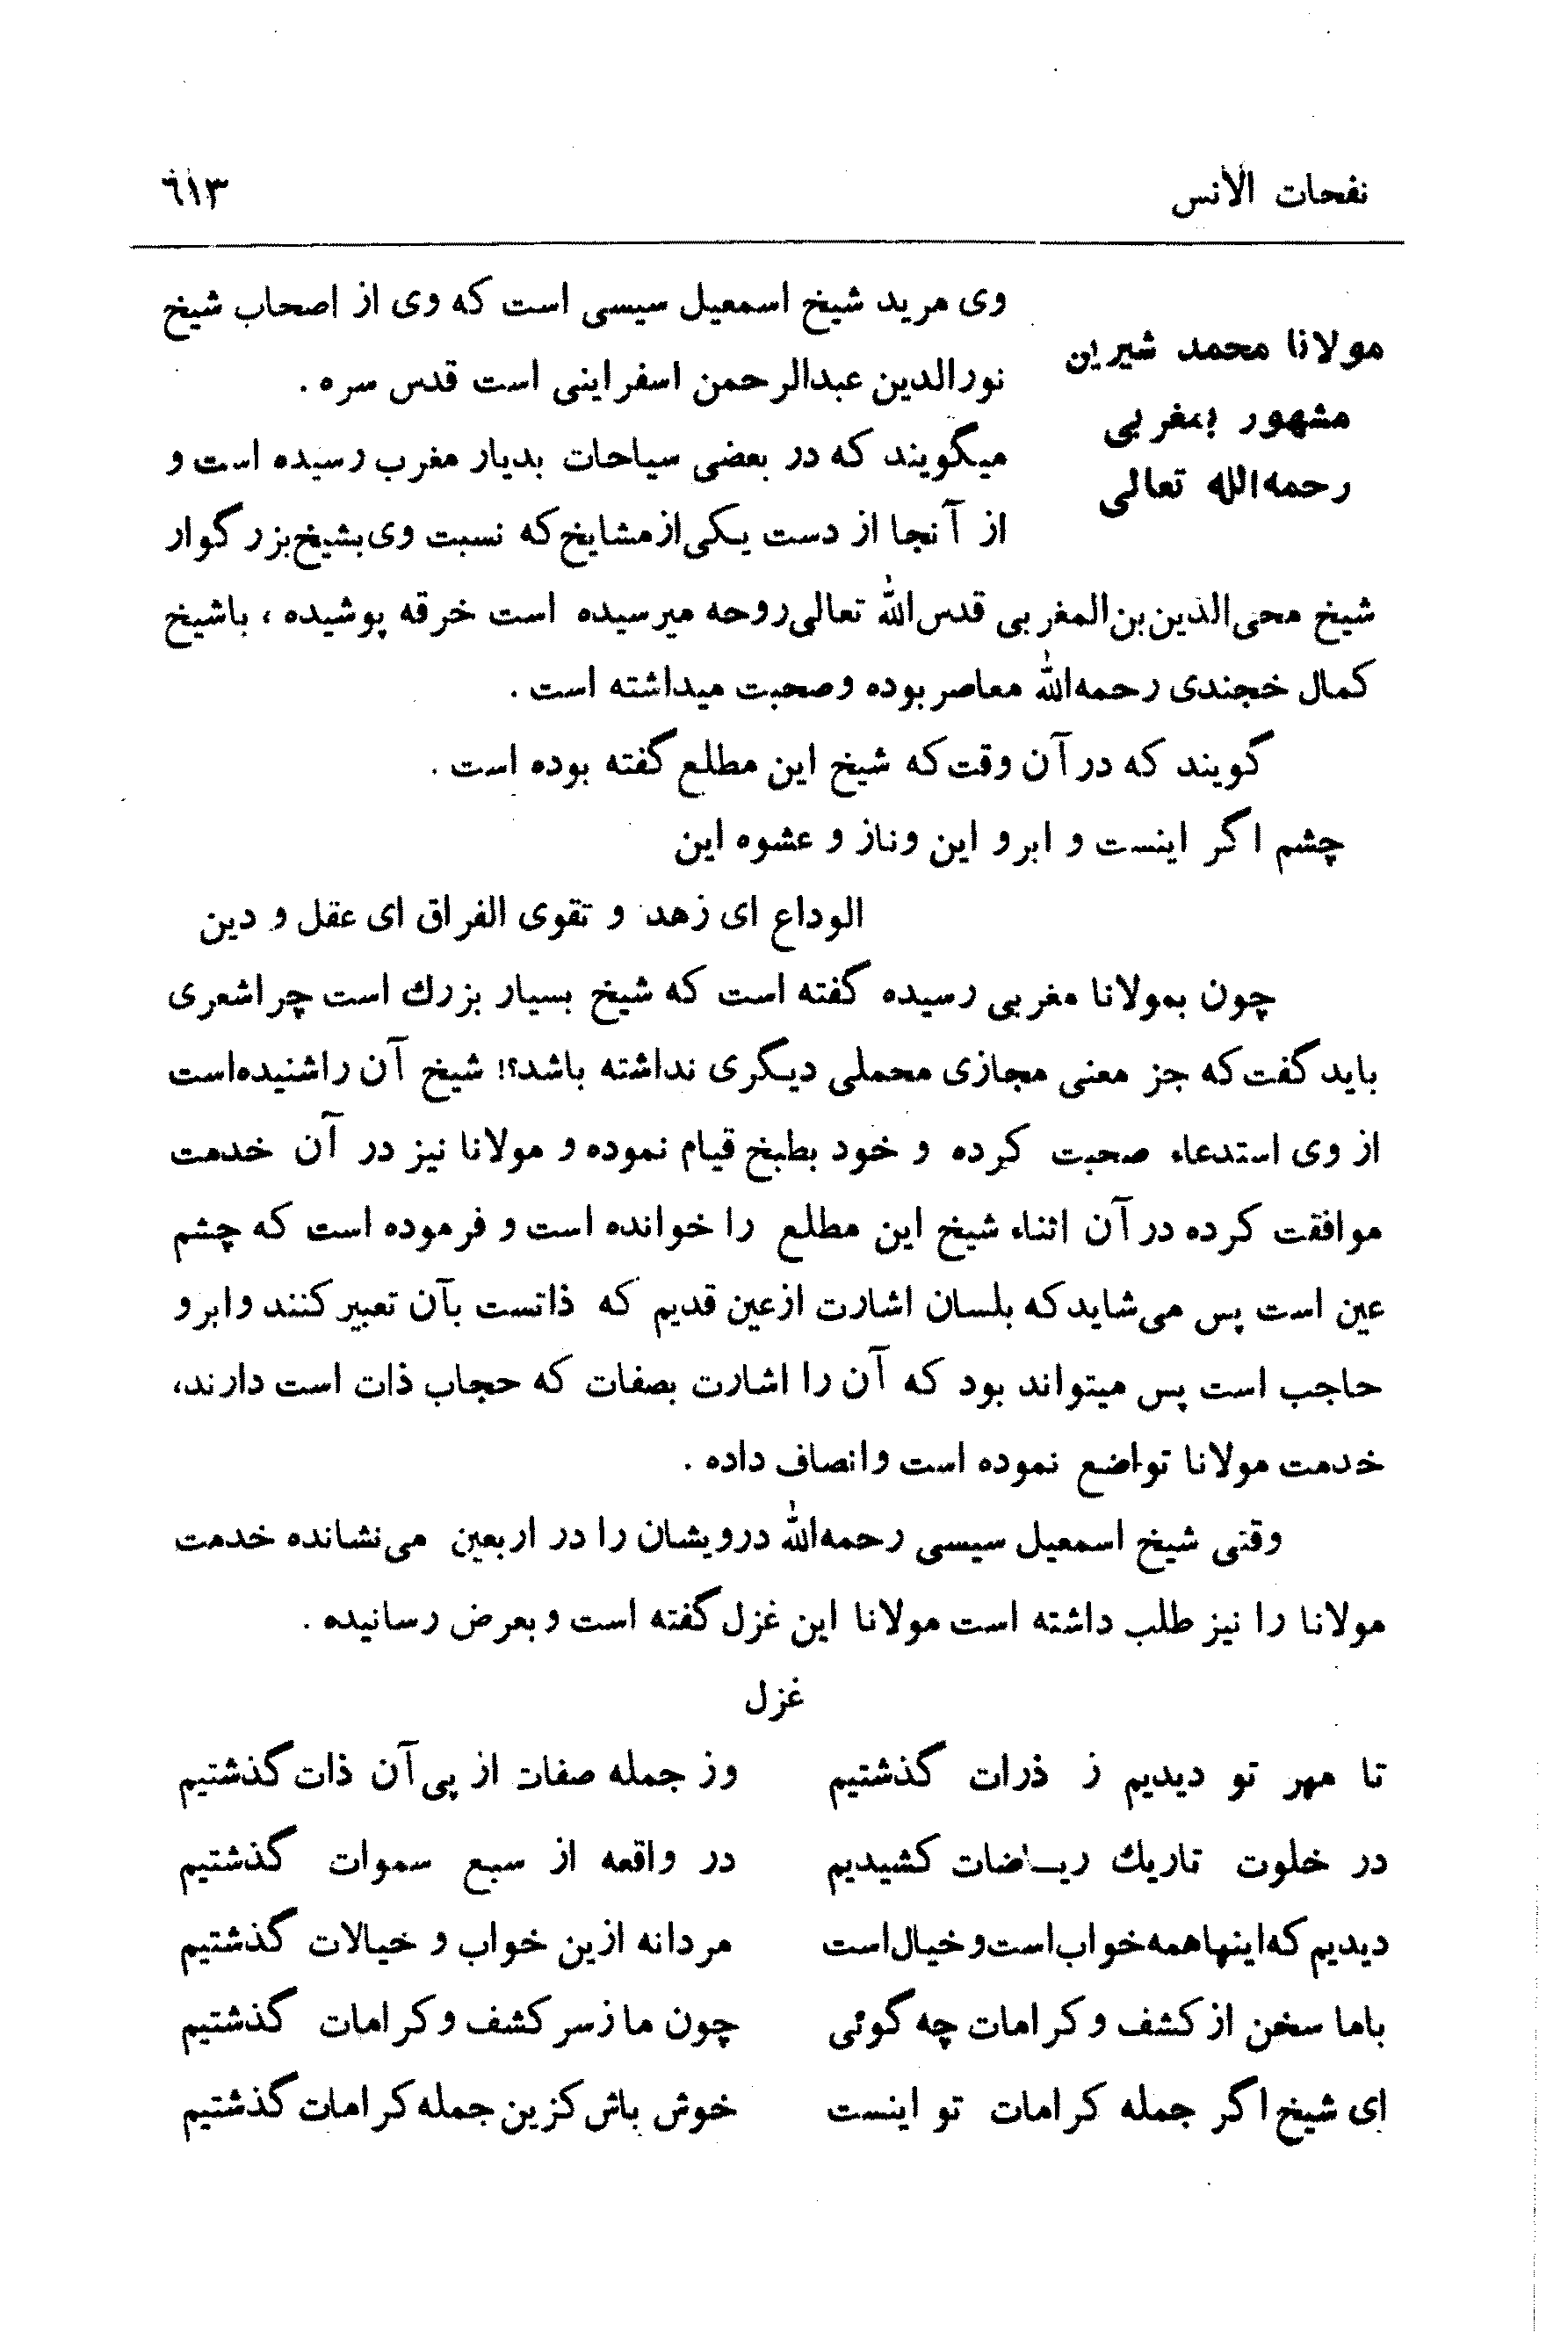 نفحات الانس
٦١٣
مولانا محمد شیرین
مشهور بمغربی
رحمه‌الله تعالی
وی مرید شیخ اسمعیل سیسی است که وی از اصحاب شیخ
نورالدین عبدالرحمن اسفراینی است قدس سره .
میگویند که در بعضی سیاحات بدیار مغرب رسیده است و
از آنجا از دست یکی از مشایخ که نسبت وی بشیخ بزرگوار
شیخ محی‌الدین بن المغربی قدس‌الله تعالی روحه میرسیده است خرقه پوشیده ، باشیخ
کمال خجندی رحمه‌الله معاصر بوده وصحبت میداشته است .
گویند که در آن وقت که شیخ این مطلع گفته بوده است .
چشم اگر اینست و ابرو این وناز و عشوه این
الوداع ای زهد و تقوی الفراق ای عقل و دین
چون بمولانا مغربی رسیده گفته است که شیخ بسیار بزرك است چراشعری
باید گفت که جز معنی مجازی محملی دیگری نداشته باشد؟! شیخ آن راشنیده‌است
از وی استدعاء صحبت کرده و خود بطبخ قیام نموده و مولانا نیز در آن خدمت
موافقت کرده در آن اثناء شیخ این مطلع را خوانده است و فرموده است که چشم
عین است پس می‌شاید که بلسان اشارت ازعین قدیم که ذاتست بآن تعبیر کنند وابرو
حاجب است پس میتواند بود که آن را اشارت بصفات که حجاب ذات است دارند،
خدمت مولانا تواضع نموده است وانصاف داده .
وقتی شیخ اسمعیل سیسی رحمه‌الله درویشان را در اربعین می‌نشانده خدمت
مولانا را نیز طلب داشته است مولانا این غزل گفته است و بعرض رسانیده .
غزل
تا مهر تو دیدیم ز ذرات گذشتیم وز جمله صفات از پی آن ذات گذشتیم
در خلوت تاریك ریـاضات کشیدیم در واقعه از سبع سموات گذشتیم
دیدیم که اینها همه خواب است و خیال است مردانه ازین خواب و خیالات گذشتیم
باما سخن از کشف و کرامات چه گوئی چون ما ز سر کشف و کرامات گذشتیم
ای شیخ اگر جمله کرامات تو اینست خوش باش کزین جمله کرامات گذشتیم